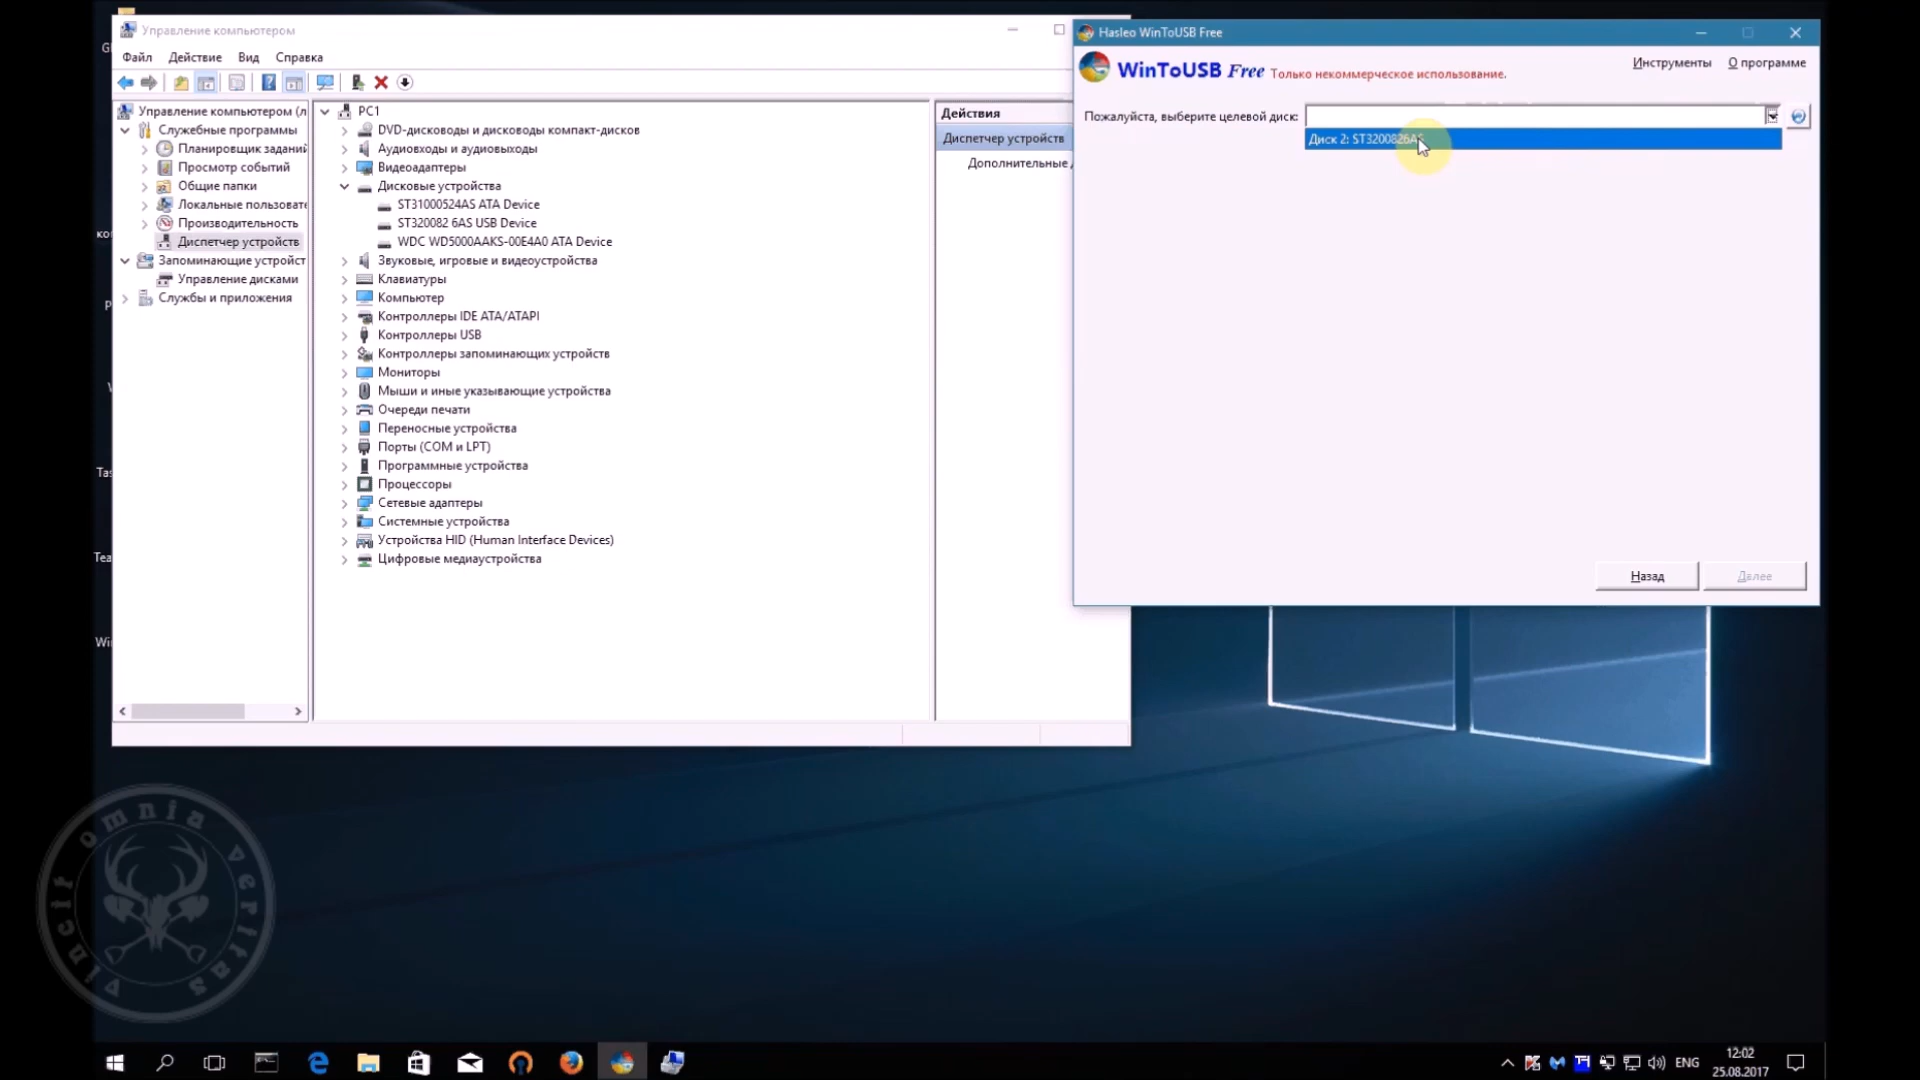 Управление компьютером
Файл Действие Вид Справка
Управление компьютером (л
Служебные программы
Планировщик заданий
Просмотр событий
Общие папки
Локальные пользовате
Производительность
Диспетчер устройств
Запоминающие устройст
Управление дисками
Службы и приложения
PC1
DVD-дисководы и дисководы компакт-дисков
Аудиовходы и аудиовыходы
Видеоадаптеры
Дисковые устройства
ST31000524AS ATA Device
ST320082 6AS USB Device
WDC WD5000AAKS-00E4A0 ATA Device
Звуковые, игровые и видеоустройства
Клавиатуры
Компьютер
Контроллеры IDE ATA/ATAPI
Контроллеры USB
Контроллеры запоминающих устройств
Мониторы
Мыши и иные указывающие устройства
Очереди печати
Переносные устройства
Порты (COM и LPT)
Программные устройства
Процессоры
Сетевые адаптеры
Системные устройства
Устройства HID (Human Interface Devices)
Цифровые медиаустройства
Действия
Диспетчер устройств
Дополнительные
Hasleo WinToUSB Free
WinToUSB Free Только некоммерческое использование.
Инструменты О программе
Пожалуйста, выберите целевой диск:
Диск 2: ST3200826AS
Назад Далее
vincit omnia veritas
ENG
12:02
25.08.2017